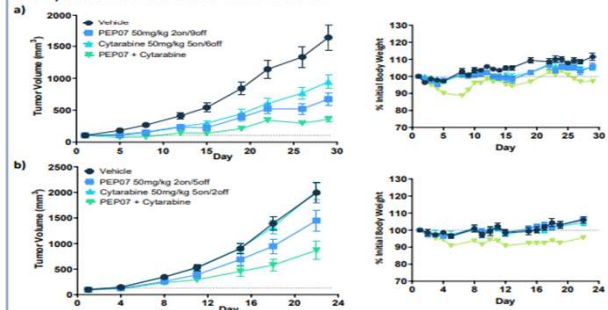 a)
Tumor Volume (mm³)
2000
1500
1000
500
0
Vehicle
PEP07 50mg/kg 2on/9off
Cytarabine 50mg/kg 5on/6off
PEP07 + Cytarabine
0 5 10 15 20 25 30
Day
% Initial Body Weight
130
120
110
100
90
80
70
0 5 10 15 20 25 30
Day
b)
Tumor Volume (mm³)
2500
2000
1500
1000
500
0
Vehicle
PEP07 50mg/kg 2on/5off
Cytarabine 50mg/kg 5on/2off
PEP07 + Cytarabine
0 4 8 12 16 20 24
Day
% Initial Body Weight
130
120
110
100
90
80
70
0 4 8 12 16 20 24
Day